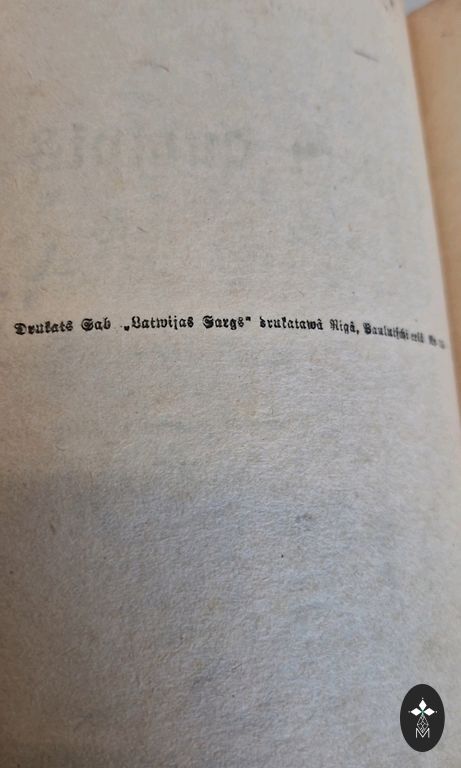 Drukats Sab „Latwijas Sargs“ drukatawâ Rigâ,
M